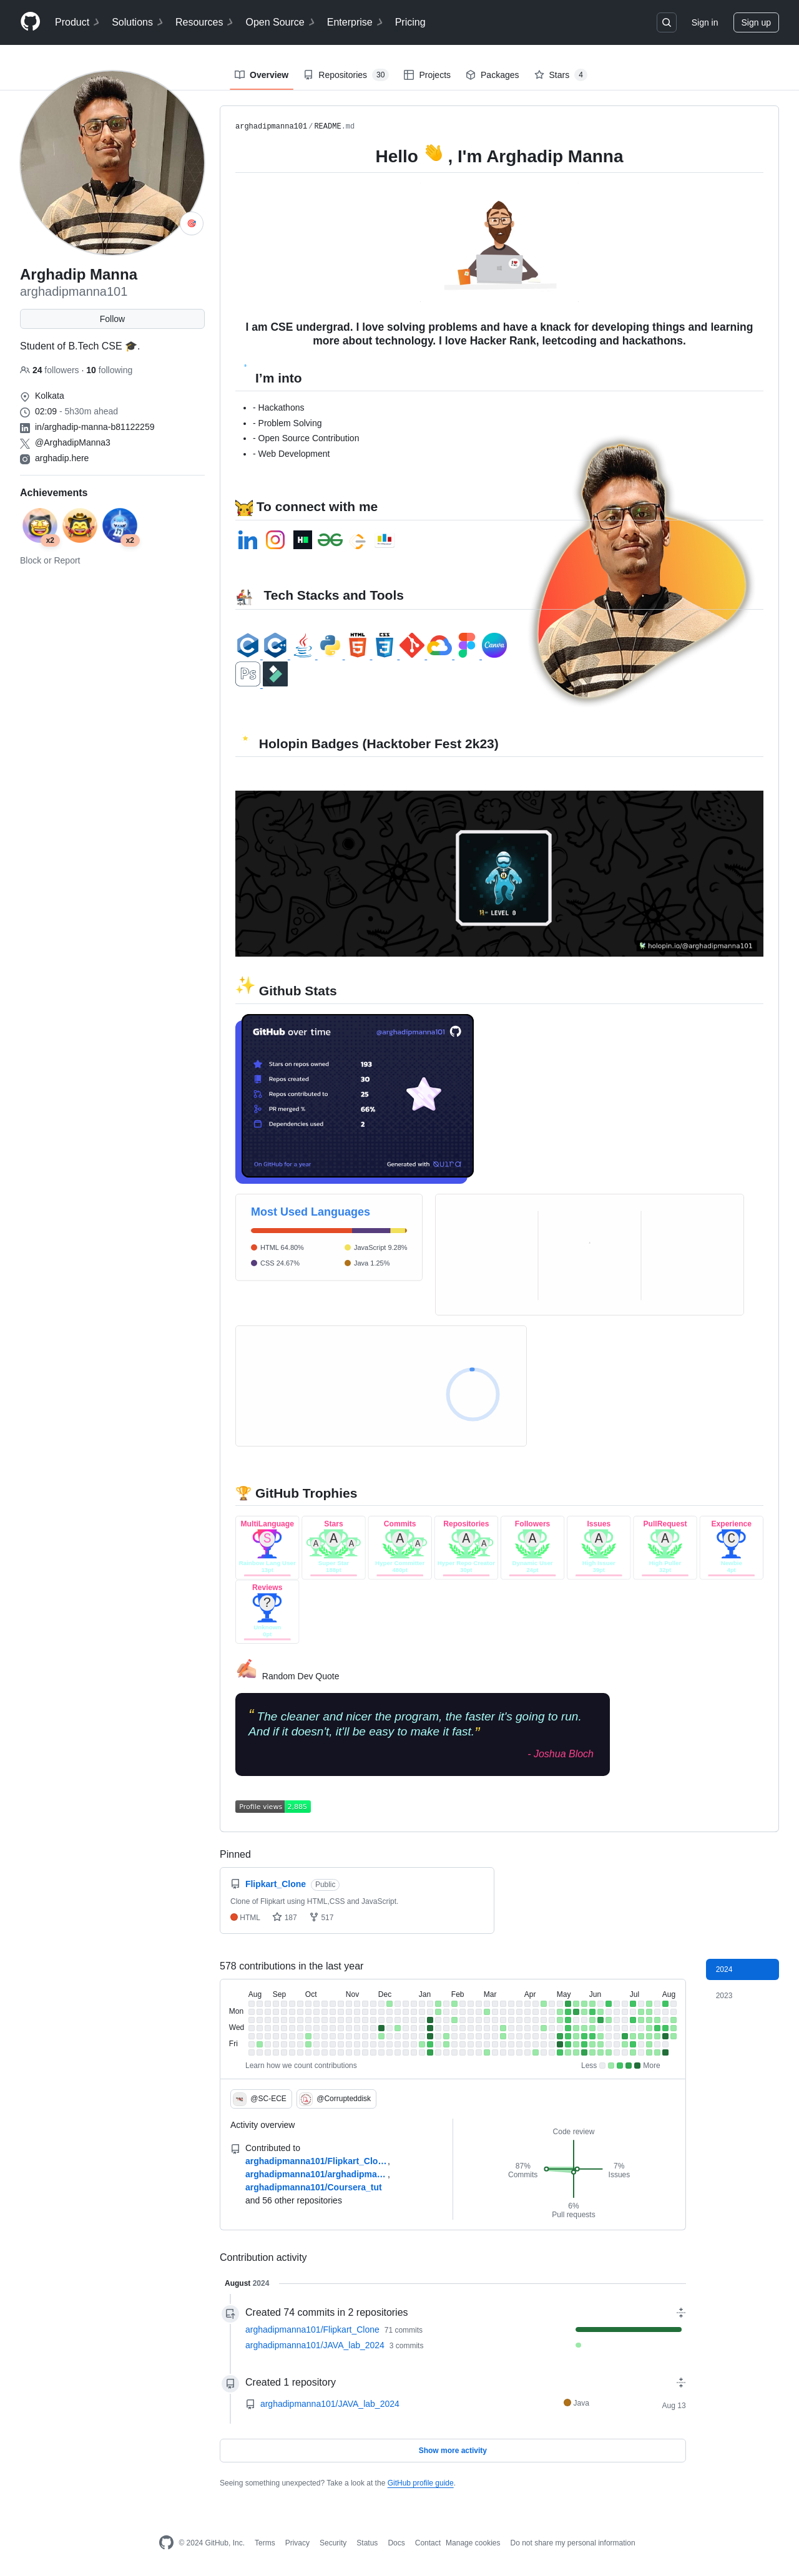 Product Solutions Resources Open Source Enterprise Pricing Sign in Sign up
Overview Repositories 30 Projects Packages Stars 4
Arghadip Manna
arghadipmanna101
Follow
Student of B.Tech CSE 🎓.
24 followers · 10 following
Kolkata
02:09 - 5h30m ahead
in/arghadip-manna-b81122259
@ArghadipManna3
arghadip.here
Achievements
x2 x2
Block or Report
arghadipmanna101/README.md
Hello 👋 , I'm Arghadip Manna
I am CSE undergrad. I love solving problems and have a knack for developing things and learning
more about technology. I love Hacker Rank, leetcoding and hackathons.
I’m into
- Hackathons
- Problem Solving
- Open Source Contribution
- Web Development
To connect with me
in
Tech Stacks and Tools
HTML CSS Canva
Ps
Holopin Badges (Hacktober Fest 2k23)
LEVEL 0
holopin.io/@arghadipmanna101
✨ Github Stats
GitHub over time @arghadipmanna101
Stars on repos owned 193
Repos created 30
Repos contributed to 25
PR merged % 66%
Dependencies used 2
On GitHub for a year Generated with quira
Most Used Languages
HTML 64.80% JavaScript 9.28%
CSS 24.67% Java 1.25%
🏆 GitHub Trophies
MultiLanguage Stars Commits Repositories Followers Issues PullRequest Experience
S A A A A A A A A A A C
Reviews
?
Random Dev Quote
“ The cleaner and nicer the program, the faster it's going to run.
And if it doesn't, it'll be easy to make it fast.”
- Joshua Bloch
Profile views 2,885
Pinned
Flipkart_Clone Public
Clone of Flipkart using HTML,CSS and JavaScript.
HTML 187 517
578 contributions in the last year
2024
2023
Aug Sep Oct Nov Dec Jan Feb Mar Apr May Jun Jul Aug
Mon
Wed
Fri
Learn how we count contributions Less More
@SC-ECE @Corrupteddisk
Activity overview
Contributed to
arghadipmanna101/Flipkart_Clo… ,
arghadipmanna101/arghadipma… ,
arghadipmanna101/Coursera_tut
and 56 other repositories
Code review
87%
Commits
7%
Issues
6%
Pull requests
Contribution activity
August 2024
Created 74 commits in 2 repositories
arghadipmanna101/Flipkart_Clone 71 commits
arghadipmanna101/JAVA_lab_2024 3 commits
Created 1 repository
arghadipmanna101/JAVA_lab_2024 Java Aug 13
Show more activity
Seeing something unexpected? Take a look at the GitHub profile guide.
© 2024 GitHub, Inc. Terms Privacy Security Status Docs Contact Manage cookies Do not share my personal information